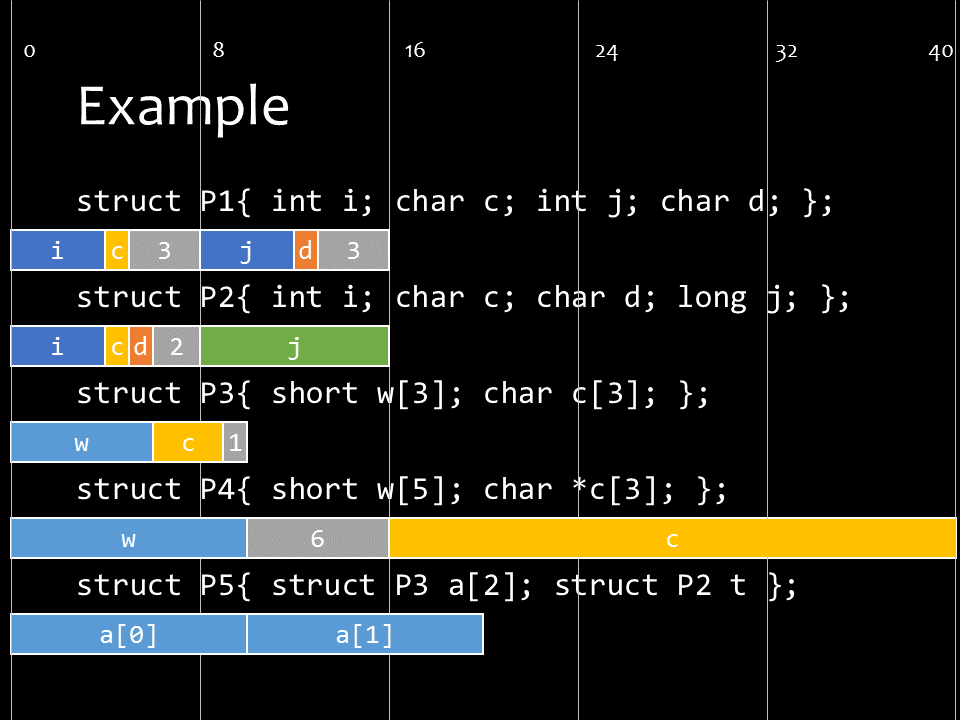 0 8 16 24 32 40
Example
struct P1{ int i; char c; int j; char d; };
i c 3 j d 3
struct P2{ int i; char c; char d; long j; };
i c d 2 j
struct P3{ short w[3]; char c[3]; };
w c 1
struct P4{ short w[5]; char *c[3]; };
w 6 c
struct P5{ struct P3 a[2]; struct P2 t };
a[0] a[1]